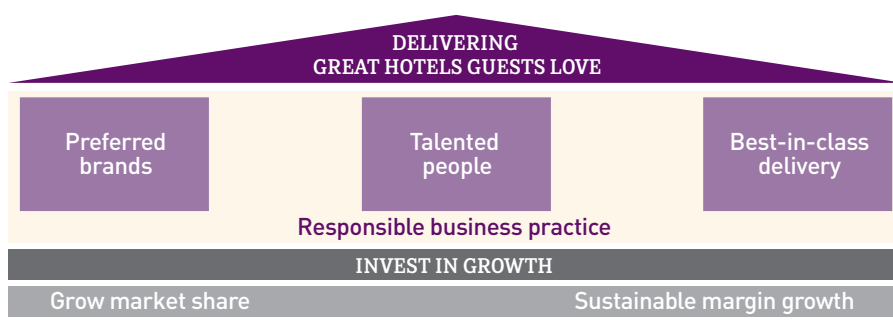 DELIVERING
GREAT HOTELS GUESTS LOVE
Preferred
brands
Talented
people
Best-in-class
delivery
Responsible business practice
INVEST IN GROWTH
Grow market share
Sustainable margin growth